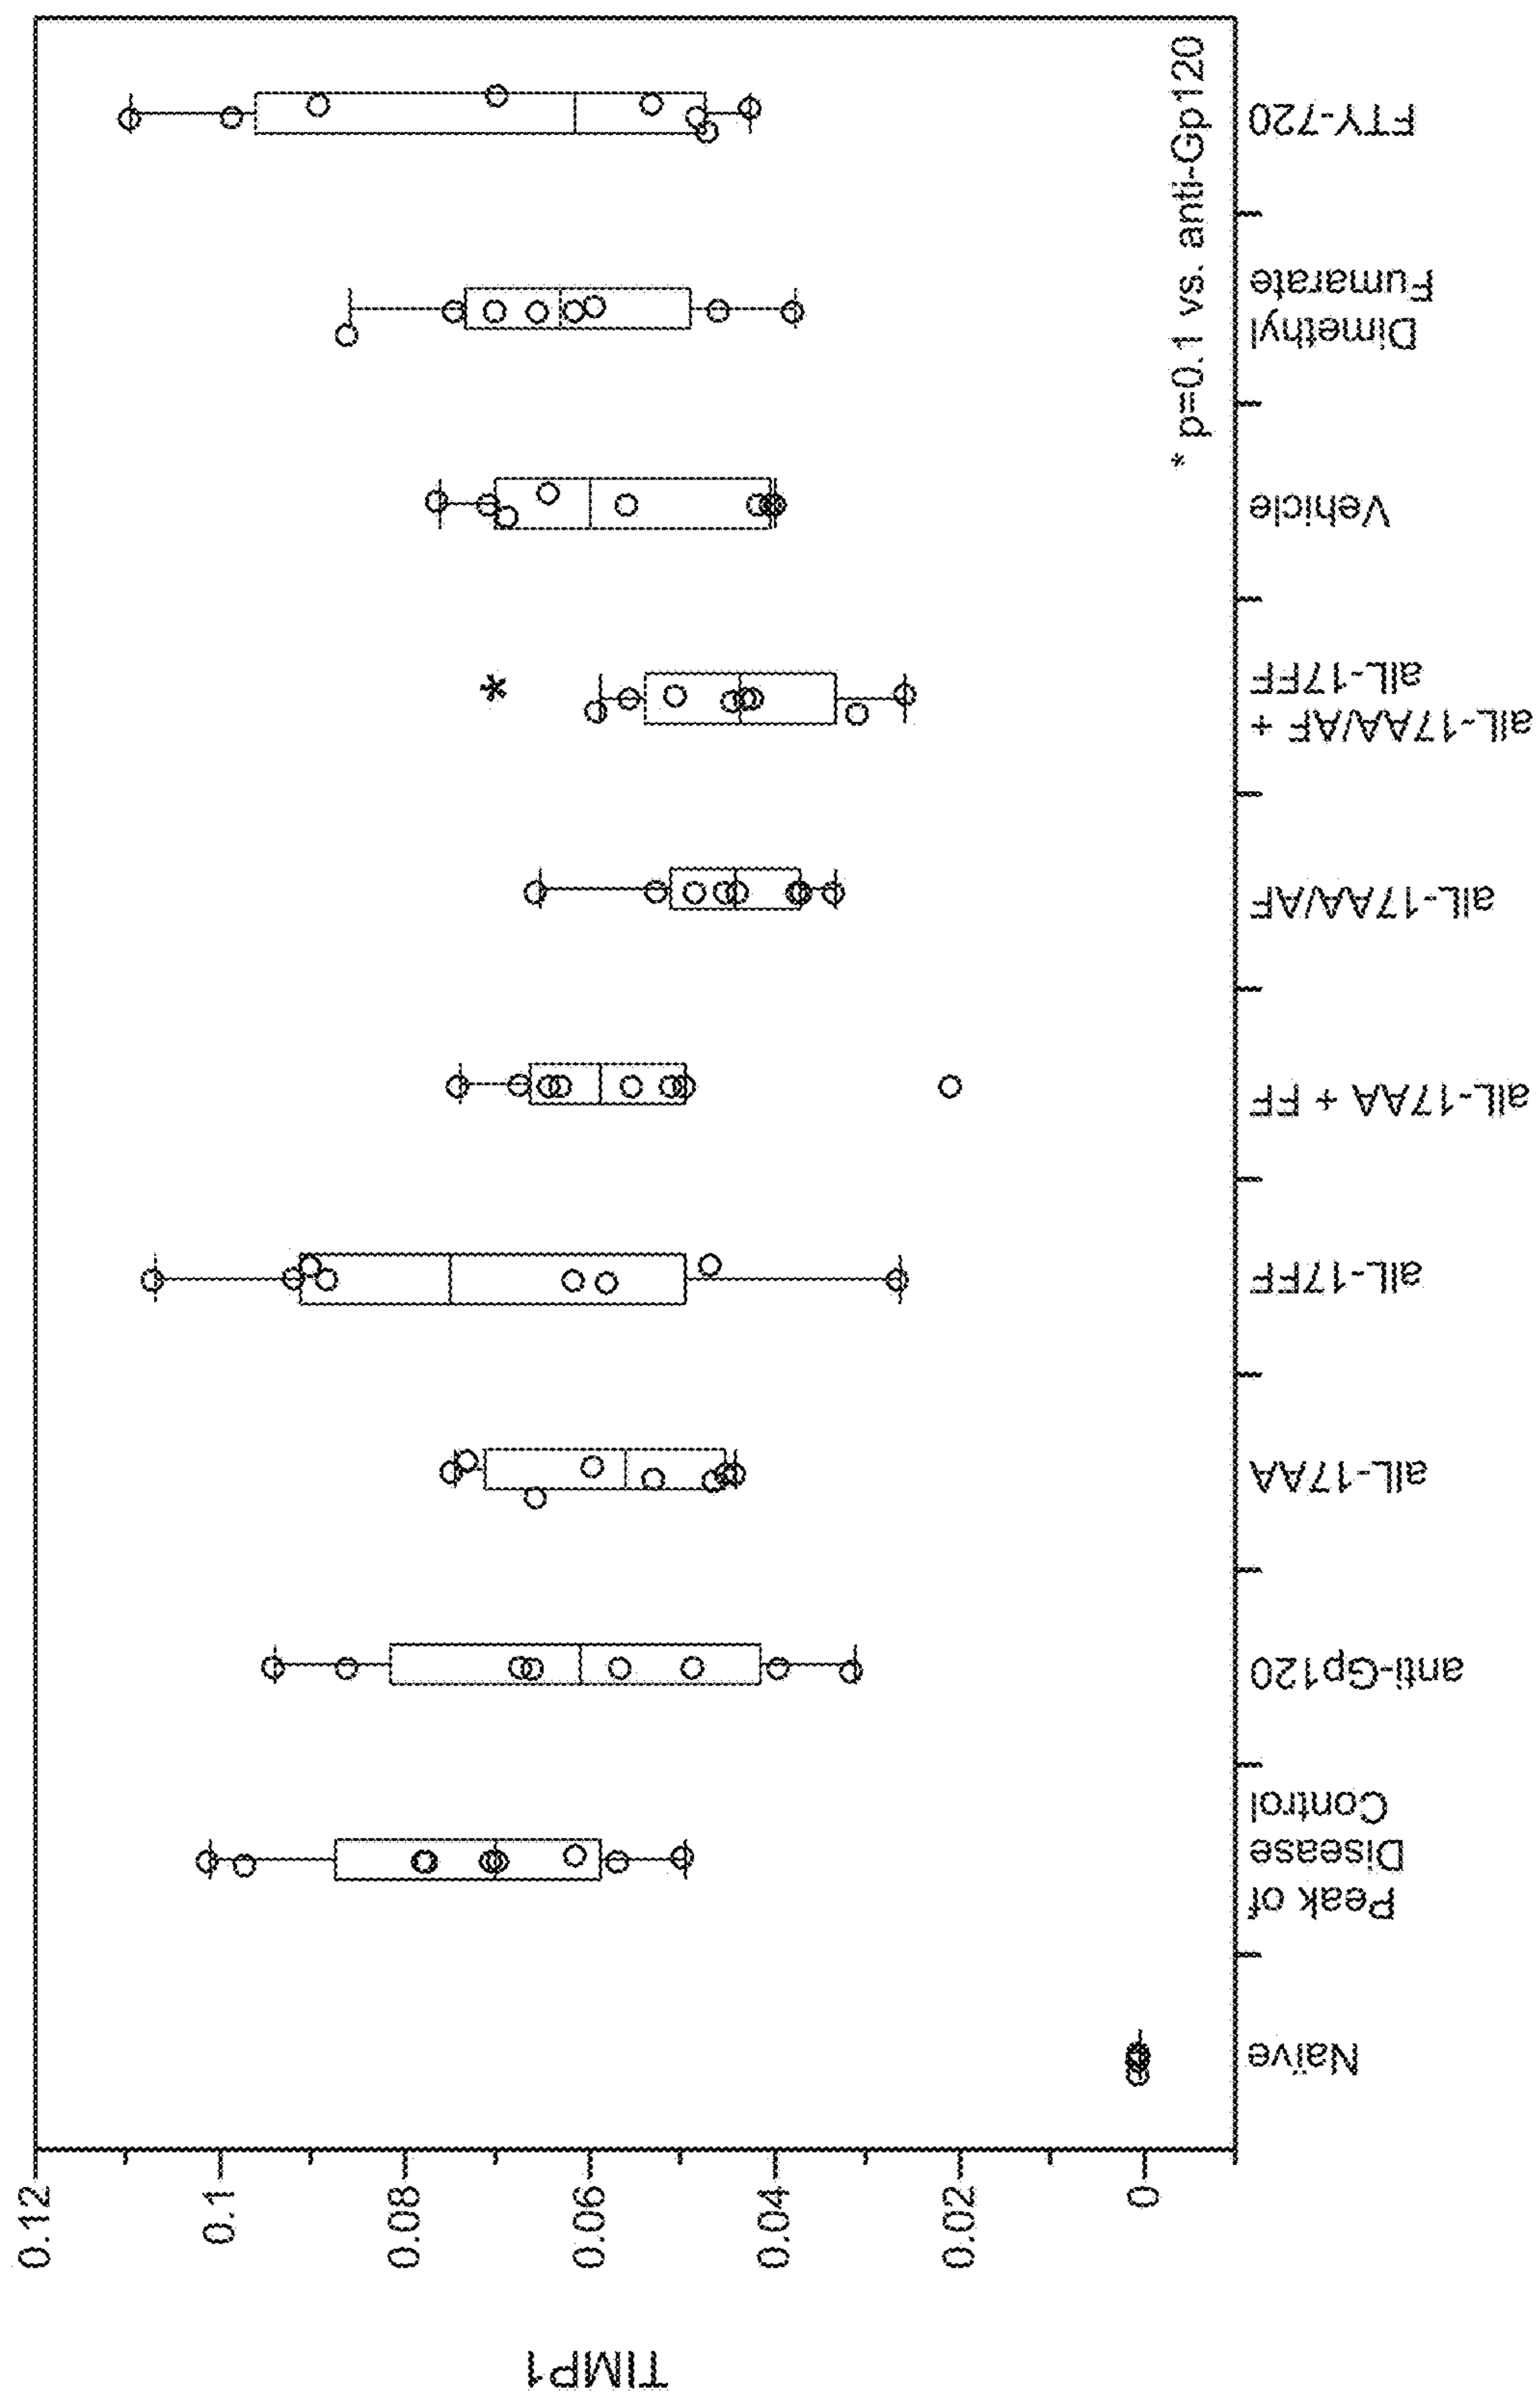 0.12
0.1
0.08
0.06
0.04
0.02
0
TIMP1
*
* p=0.1 vs. anti-Gp120
Naïve
Peak of
Disease
Control
anti-Gp120
aIL-17AA
aIL-17FF
aIL-17AA + FF
aIL-17AA/AF
aIL-17AA/AF +
aIL-17FF
Vehicle
Dimethyl
Fumarate
FTY-720